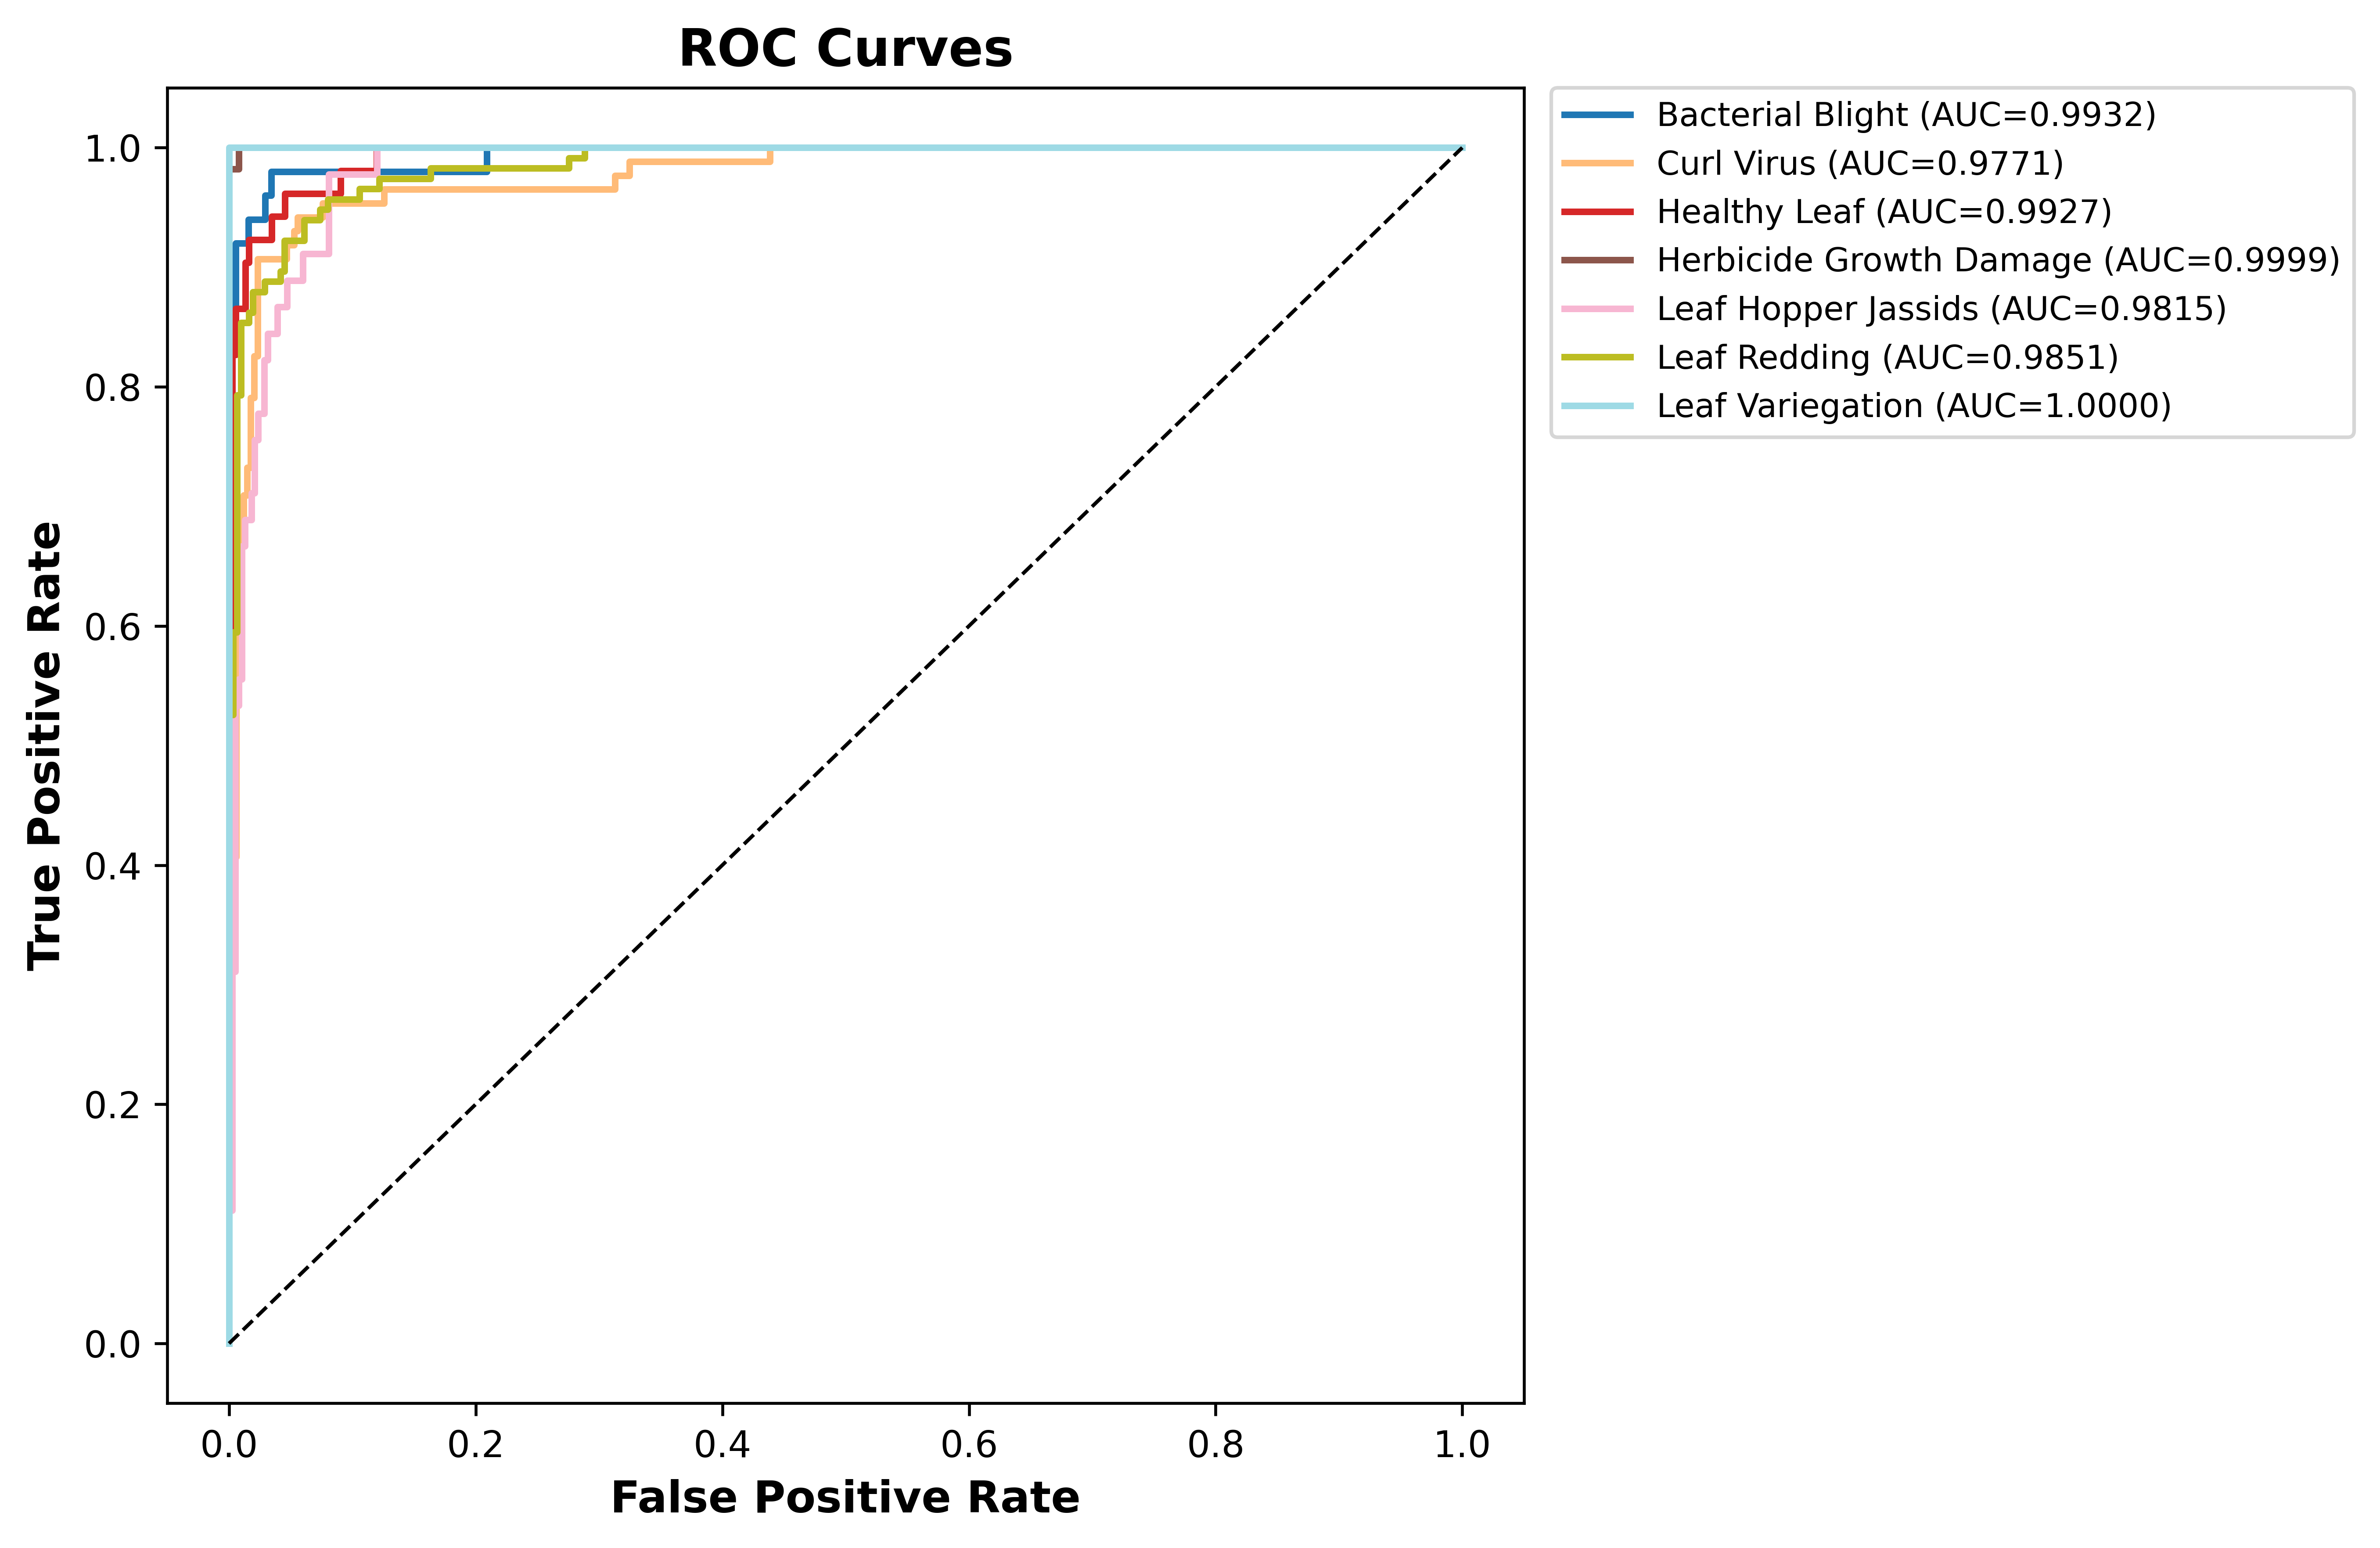 ROC Curves
Bacterial Blight (AUC=0.9932)
Curl Virus (AUC=0.9771)
Healthy Leaf (AUC=0.9927)
Herbicide Growth Damage (AUC=0.9999)
Leaf Hopper Jassids (AUC=0.9815)
Leaf Redding (AUC=0.9851)
Leaf Variegation (AUC=1.0000)
True Positive Rate
1.0
0.8
0.6
0.4
0.2
0.0
0.0 0.2 0.4 0.6 0.8 1.0
False Positive Rate